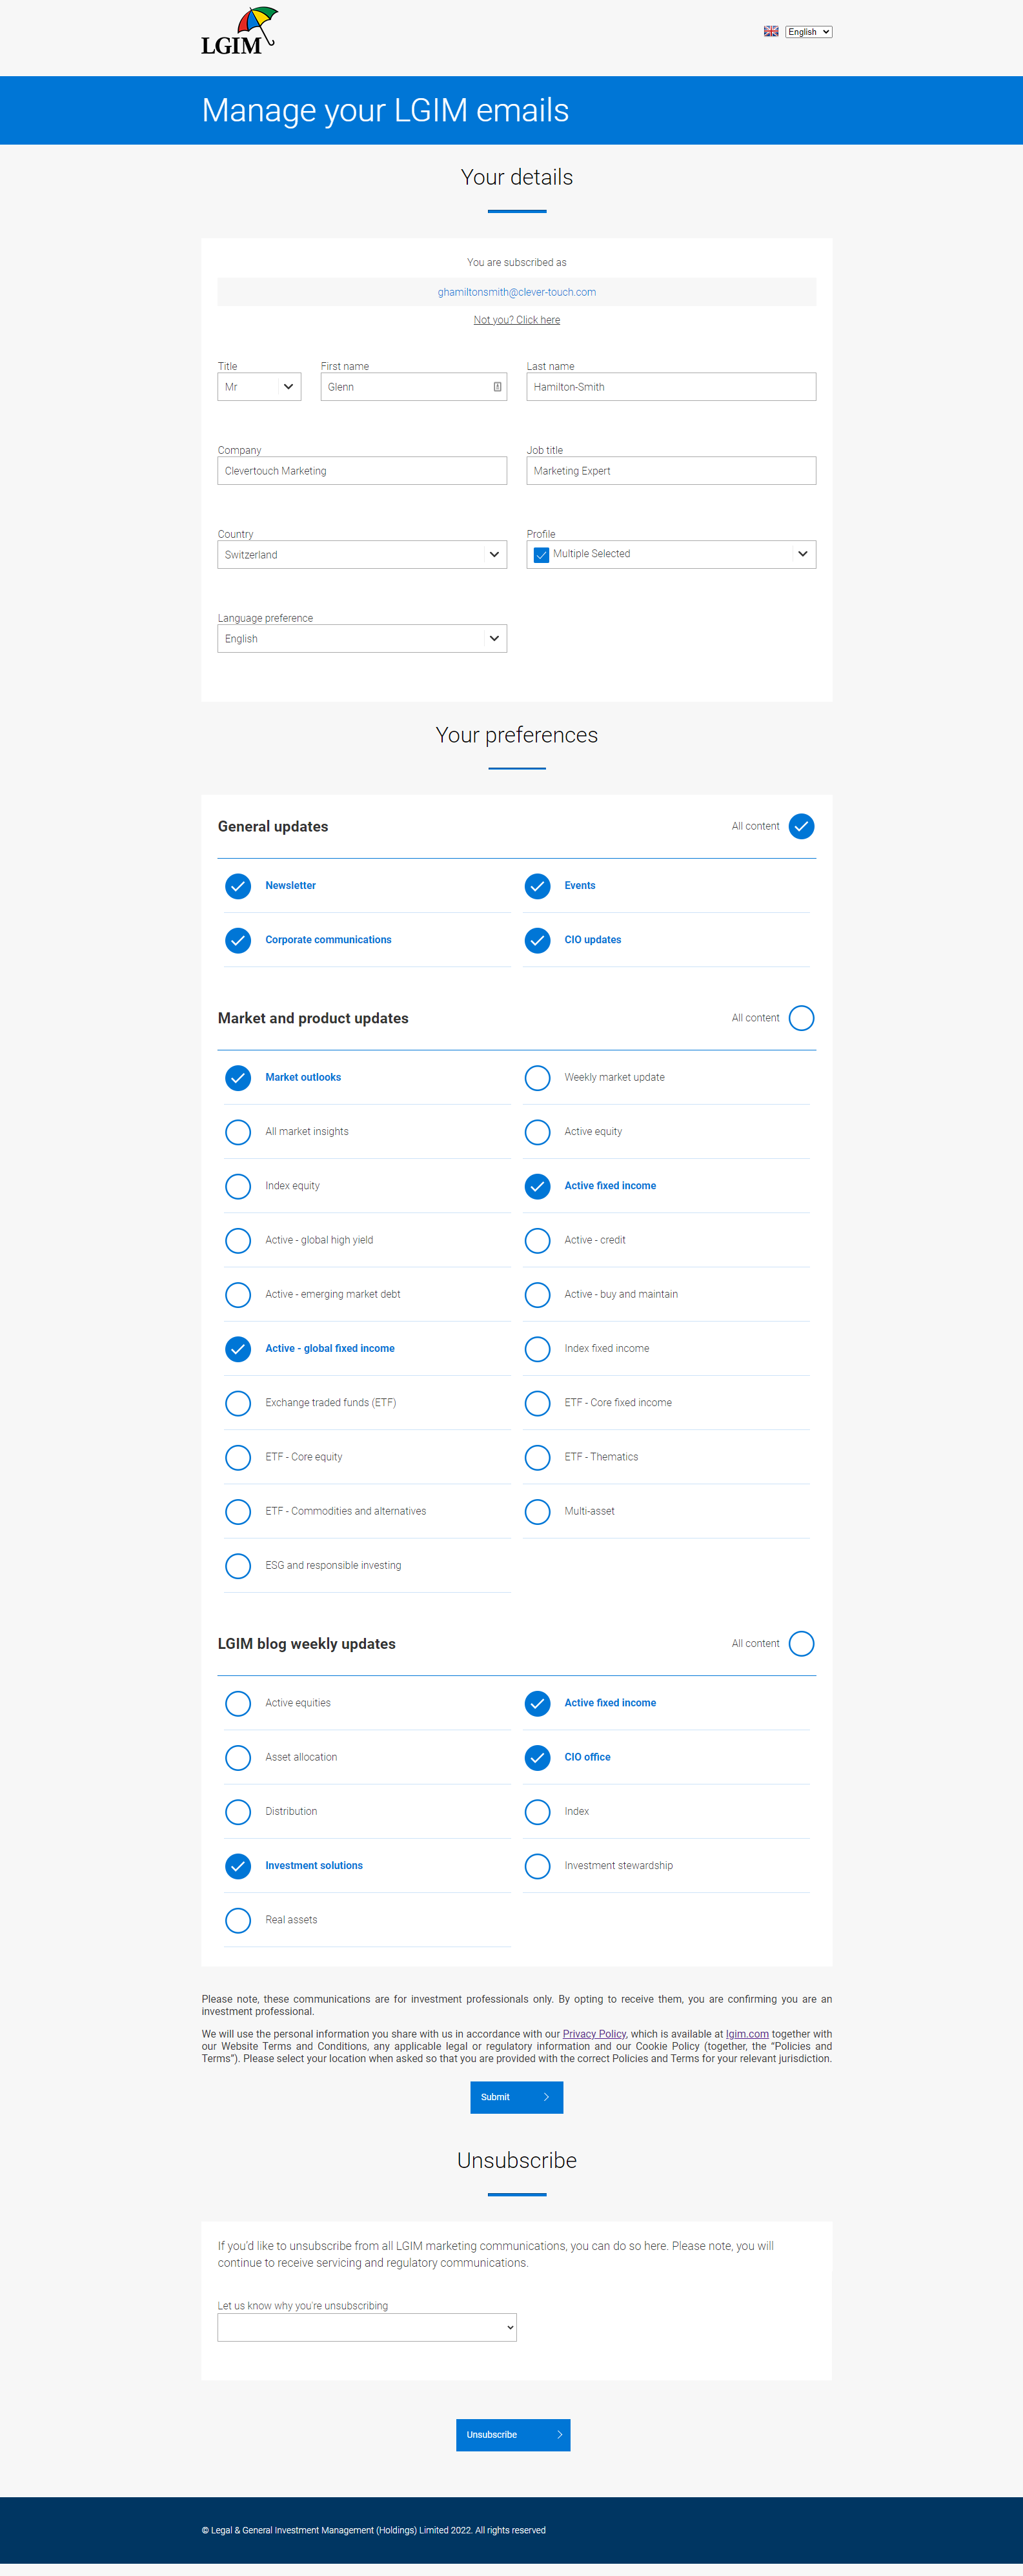 LGIM
English
Manage your LGIM emails
Your details
You are subscribed as
ghamiltonsmith@clever-touch.com
Not you? Click here
Title
First name
Last name
Mr
Glenn
Hamilton-Smith
Company
Job title
Clevertouch Marketing
Marketing Expert
Country
Profile
Switzerland
Multiple Selected
Language preference
English
Your preferences
General updates
All content
Newsletter
Events
Corporate communications
CIO updates
Market and product updates
All content
Market outlooks
Weekly market update
All market insights
Active equity
Index equity
Active fixed income
Active - global high yield
Active - credit
Active - emerging market debt
Active - buy and maintain
Active - global fixed income
Index fixed income
Exchange traded funds (ETF)
ETF - Core fixed income
ETF - Core equity
ETF - Thematics
ETF - Commodities and alternatives
Multi-asset
ESG and responsible investing
LGIM blog weekly updates
All content
Active equities
Active fixed income
Asset allocation
CIO office
Distribution
Index
Investment solutions
Investment stewardship
Real assets
Please note, these communications are for investment professionals only. By opting to receive them, you are confirming you are an
investment professional.
We will use the personal information you share with us in accordance with our Privacy Policy, which is available at lgim.com together with
our Website Terms and Conditions, any applicable legal or regulatory information and our Cookie Policy (together, the “Policies and
Terms”). Please select your location when asked so that you are provided with the correct Policies and Terms for your relevant jurisdiction.
Submit
Unsubscribe
If you’d like to unsubscribe from all LGIM marketing communications, you can do so here. Please note, you will
continue to receive servicing and regulatory communications.
Let us know why you're unsubscribing
Unsubscribe
© Legal & General Investment Management (Holdings) Limited 2022. All rights reserved